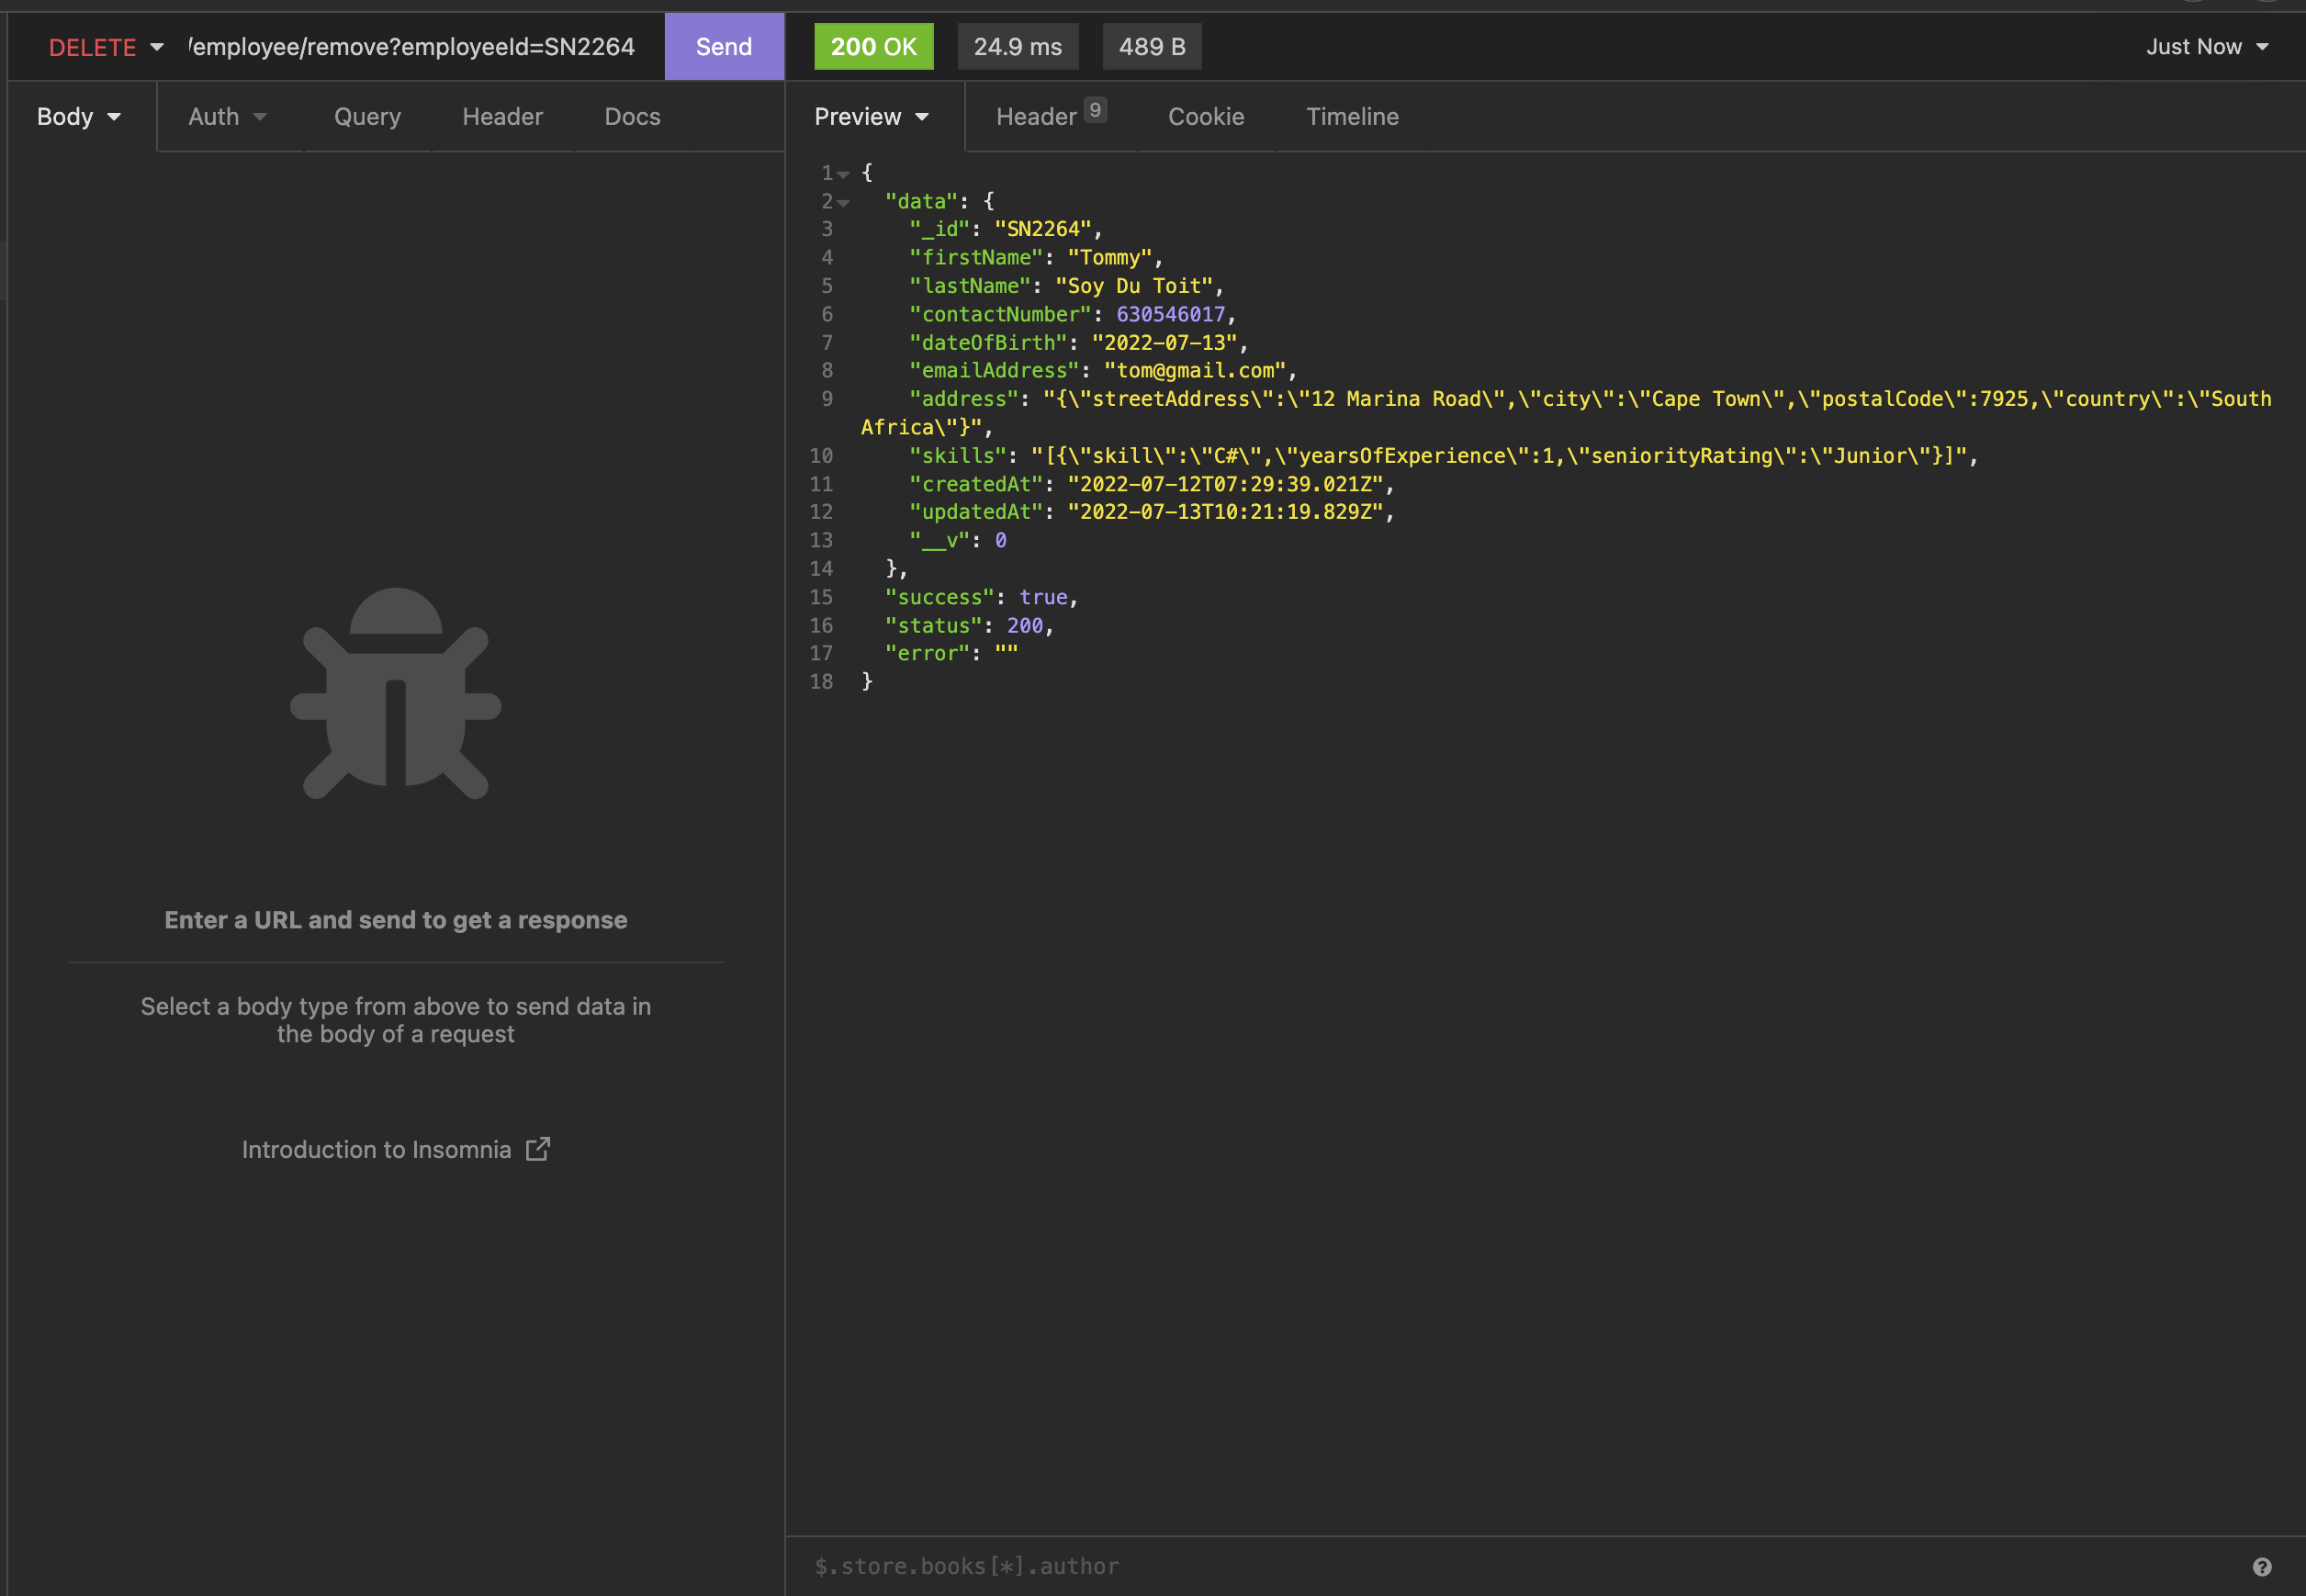 DELETE /employee/remove?employeeId=SN2264 Send 200 OK 24.9 ms 489 B Just Now
Body Auth Query Header Docs
Preview Header 9 Cookie Timeline
Enter a URL and send to get a response
Select a body type from above to send data in
the body of a request
Introduction to Insomnia
1 {
2 "data": {
3 "_id": "SN2264",
4 "firstName": "Tommy",
5 "lastName": "Soy Du Toit",
6 "contactNumber": 630546017,
7 "dateOfBirth": "2022-07-13",
8 "emailAddress": "tom@gmail.com",
9 "address": "{\"streetAddress\":\"12 Marina Road\",\"city\":\"Cape Town\",\"postalCode\":7925,\"country\":\"South
Africa\"}",
10 "skills": "[{\"skill\":\"C#\",\"yearsOfExperience\":1,\"seniorityRating\":\"Junior\"}]",
11 "createdAt": "2022-07-12T07:29:39.021Z",
12 "updatedAt": "2022-07-13T10:21:19.829Z",
13 "__v": 0
14 },
15 "success": true,
16 "status": 200,
17 "error": ""
18 }
$.store.books[*].author ?